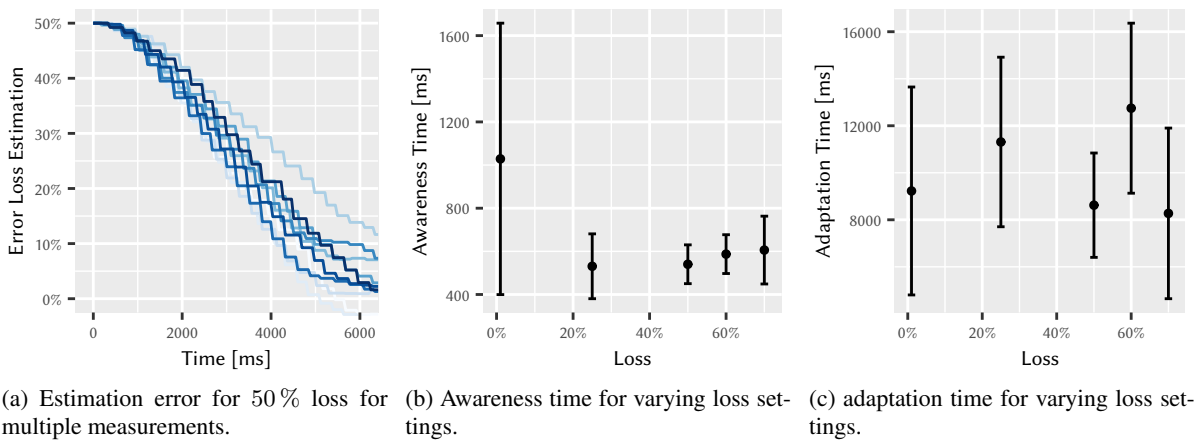 50%
40%
30%
20%
10%
0%
Error Loss Estimation
0 2000 4000 6000
Time [ms]
1600
1200
800
400
Awareness Time [ms]
0% 20% 40% 60%
Loss
16000
12000
8000
Adaptation Time [ms]
0% 20% 40% 60%
Loss
(a) Estimation error for 50 % loss for
multiple measurements.
(b) Awareness time for varying loss set-
tings.
(c) adaptation time for varying loss set-
tings.